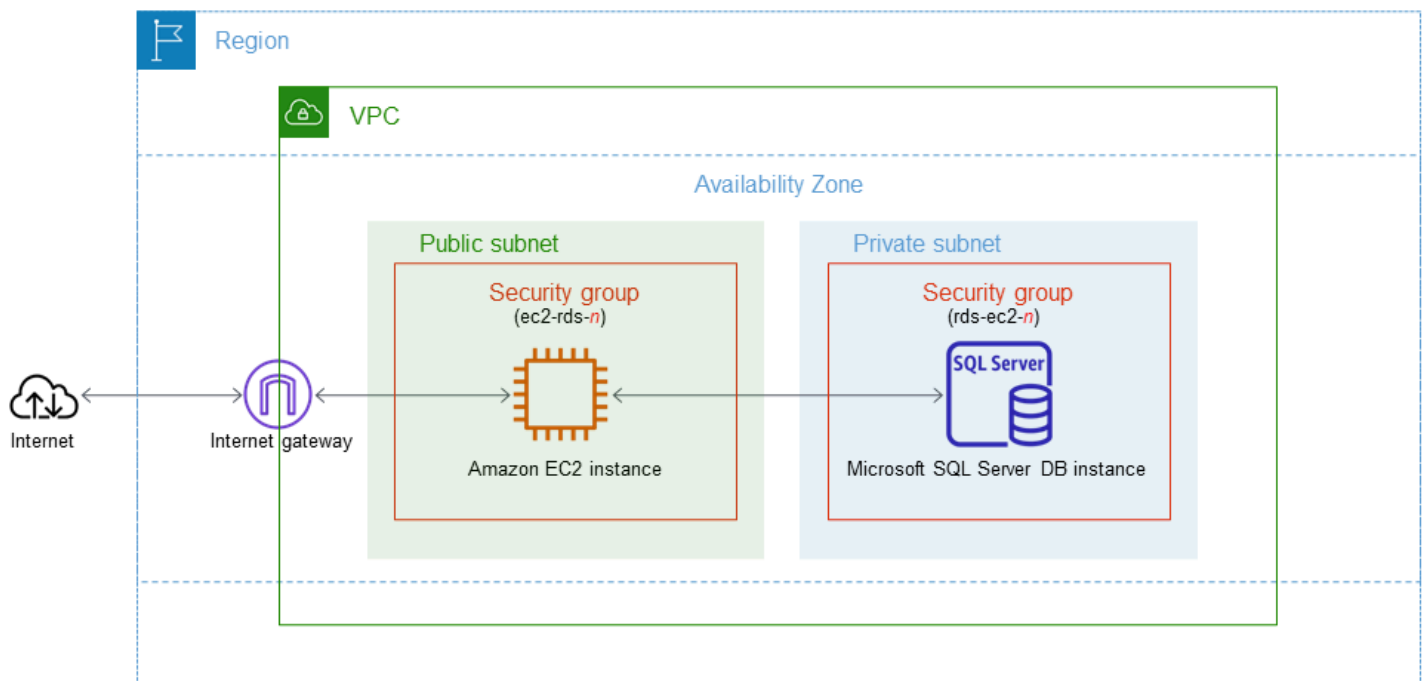 Region
VPC
Availability Zone
Public subnet
Private subnet
Security group
(ec2-rds-n)
Security group
(rds-ec2-n)
SQL Server
Internet
Internet gateway
Amazon EC2 instance
Microsoft SQL Server DB instance